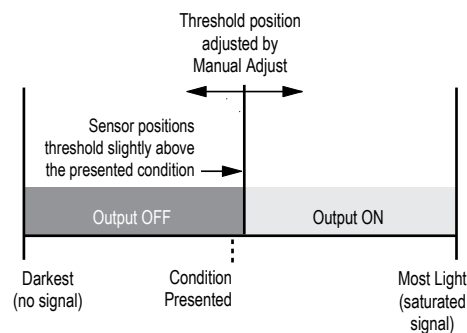 Threshold position
adjusted by
Manual Adjust
Sensor positions
threshold slightly above
the presented condition
Output OFF
Output ON
Darkest
(no signal)
Condition
Presented
Most Light
(saturated
signal)